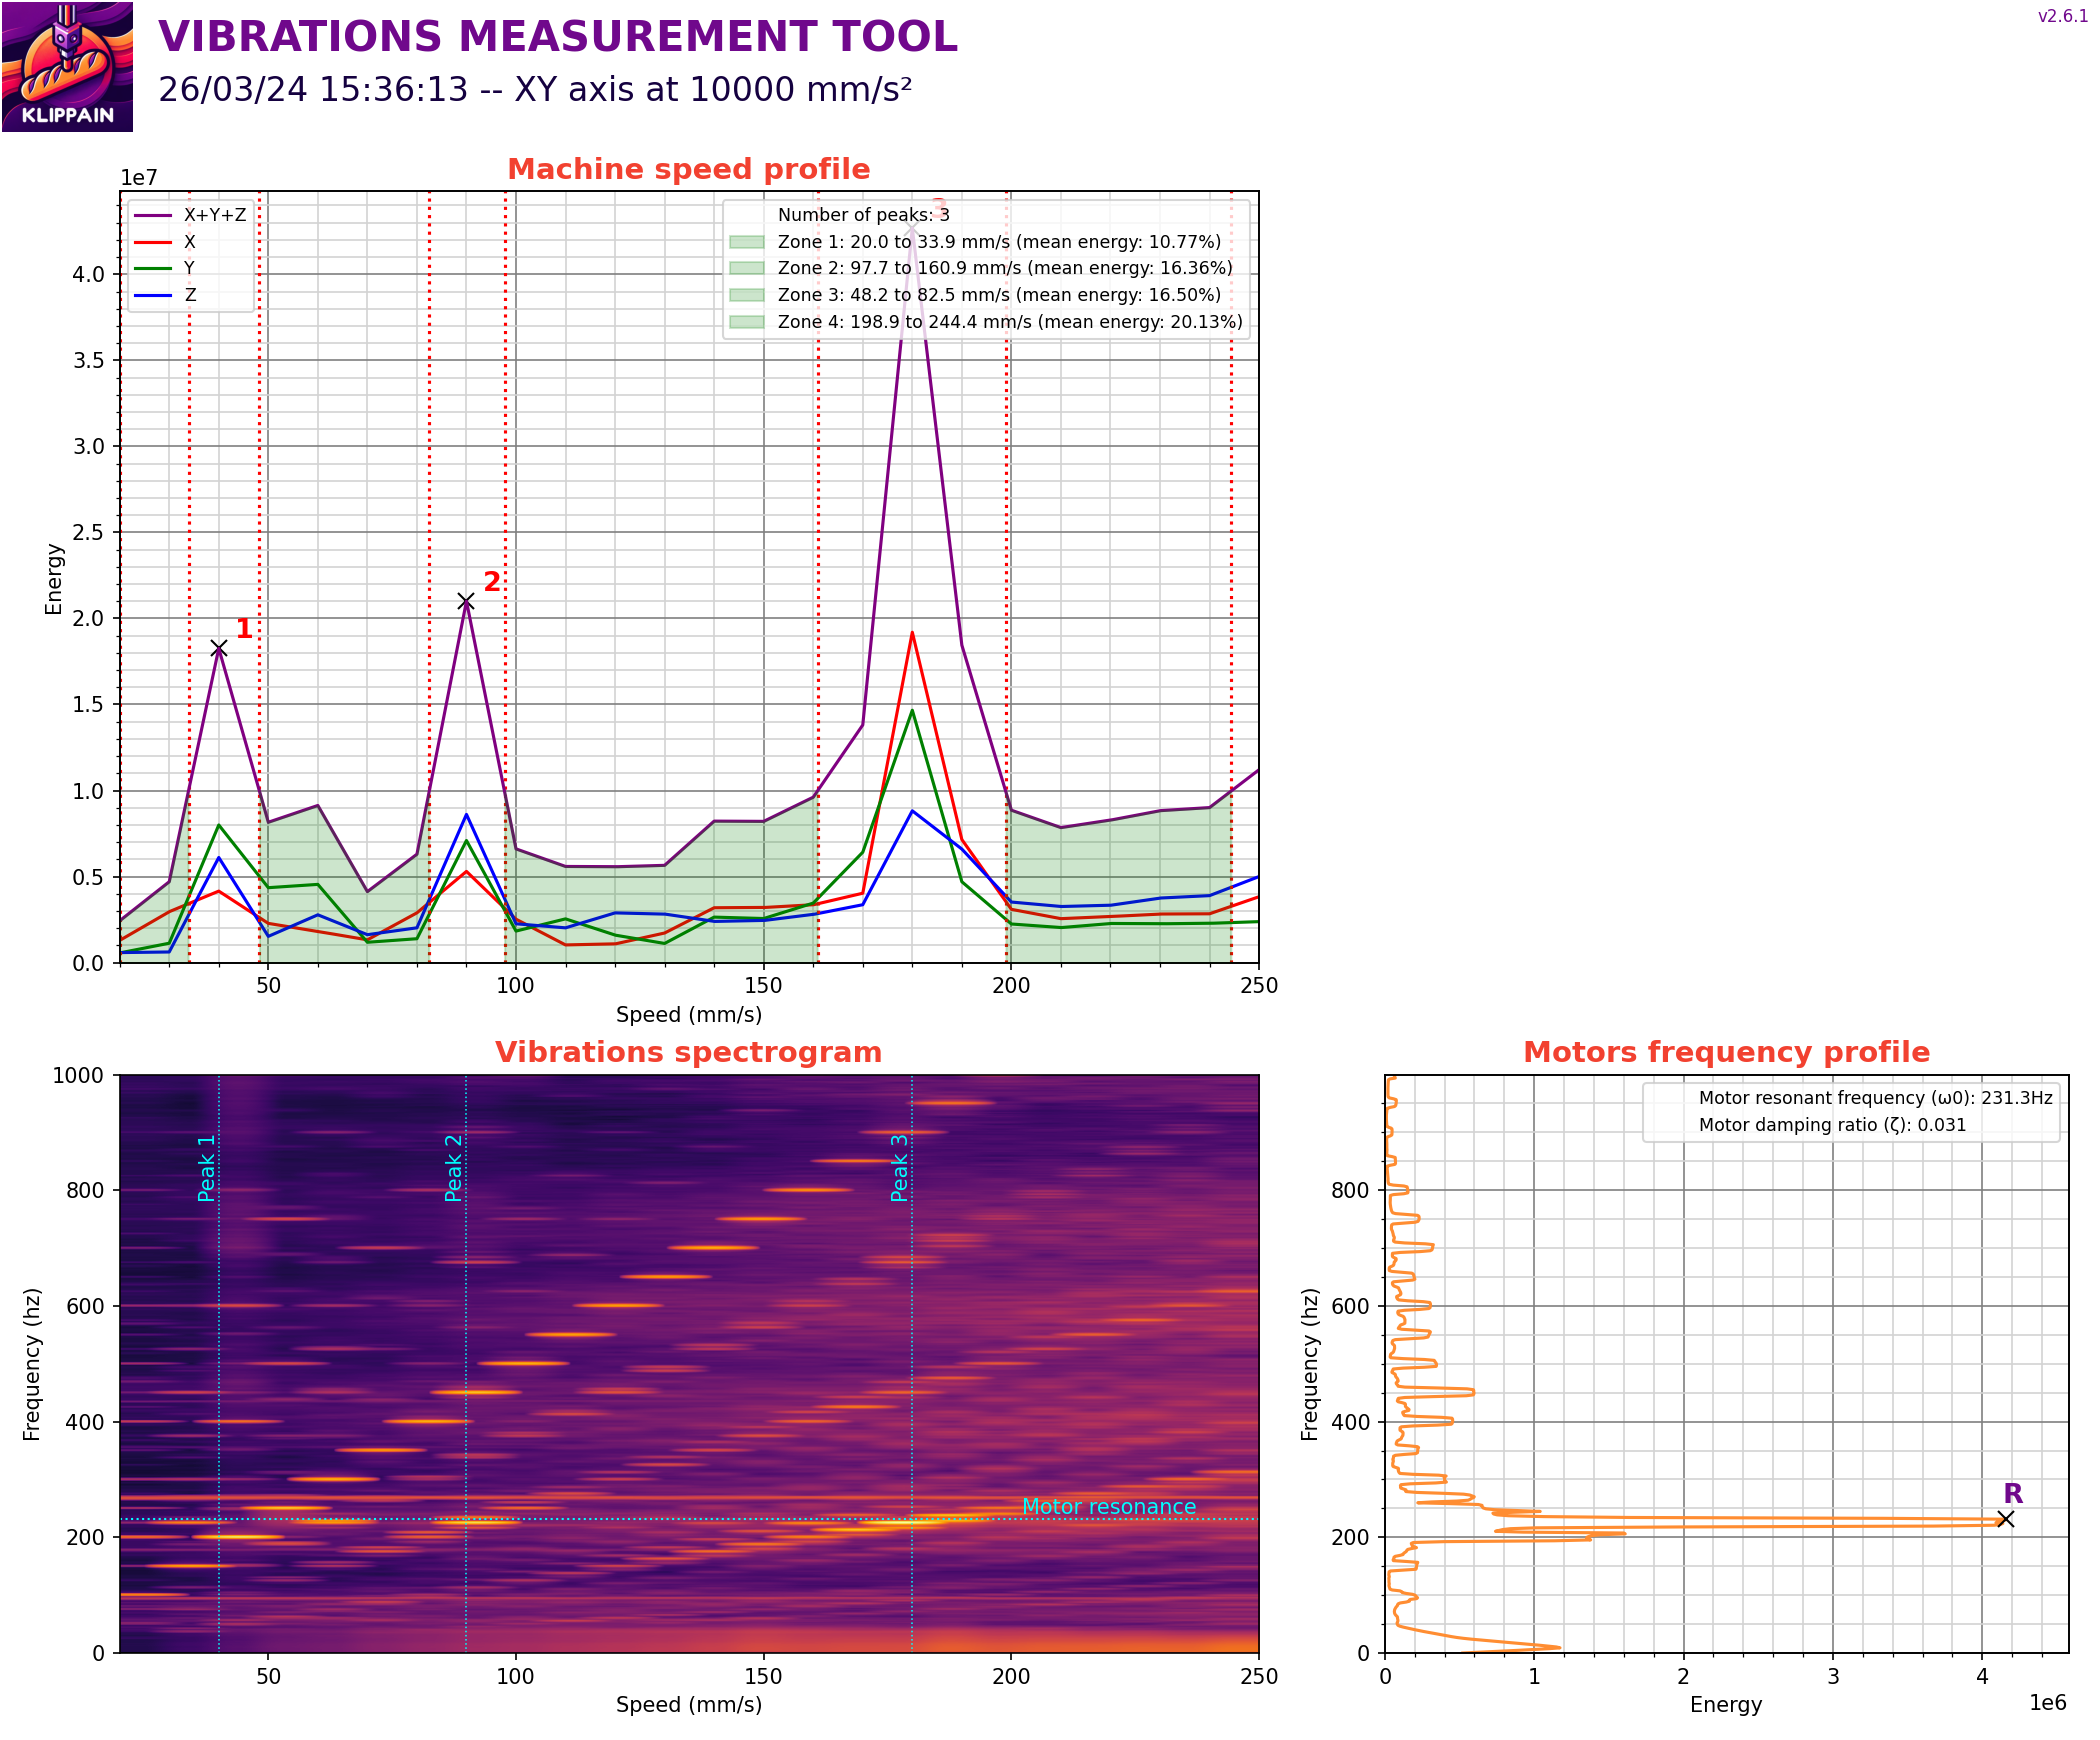 KLIPPAIN
VIBRATIONS MEASUREMENT TOOL
26/03/24 15:36:13 -- XY axis at 10000 mm/s²
v2.6.1
Machine speed profile
1e7
X+Y+Z
X
Y
Z
Number of peaks: 3
Zone 1: 20.0 to 33.9 mm/s (mean energy: 10.77%)
Zone 2: 97.7 to 160.9 mm/s (mean energy: 16.36%)
Zone 3: 48.2 to 82.5 mm/s (mean energy: 16.50%)
Zone 4: 198.9 to 244.4 mm/s (mean energy: 20.13%)
3
4.0
3.5
3.0
2.5
2.0
1.5
1.0
0.5
0.0
Energy
1
2
50 100 150 200 250
Speed (mm/s)
Vibrations spectrogram
1000
800
600
400
200
0
Frequency (hz)
Peak 1
Peak 2
Peak 3
Motor resonance
50 100 150 200 250
Speed (mm/s)
Motors frequency profile
Motor resonant frequency (ω0): 231.3Hz
Motor damping ratio (ζ): 0.031
800
600
400
200
0
Frequency (hz)
R
0 1 2 3 4
1e6
Energy